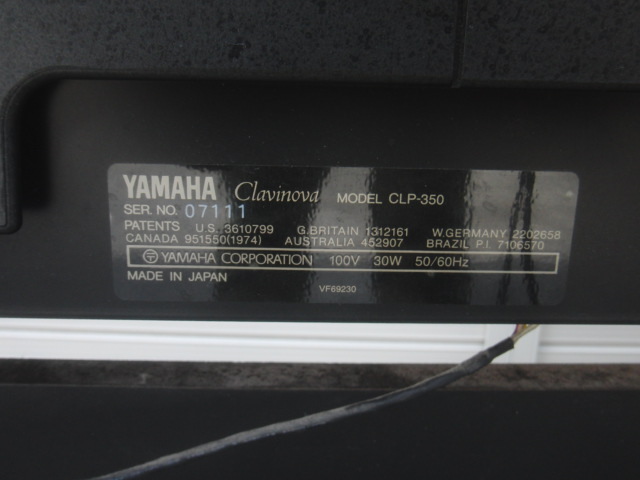 YAMAHA Clavinova MODEL CLP-350
SER. NO. 07111
PATENTS U.S. 3610799 G.BRITAIN 1312161 W.GERMANY 2202658
CANADA 951550(1974) AUSTRALIA 452907 BRAZIL P.I. 7106570
YAMAHA CORPORATION 100V 30W 50/60Hz
MADE IN JAPAN VF69230